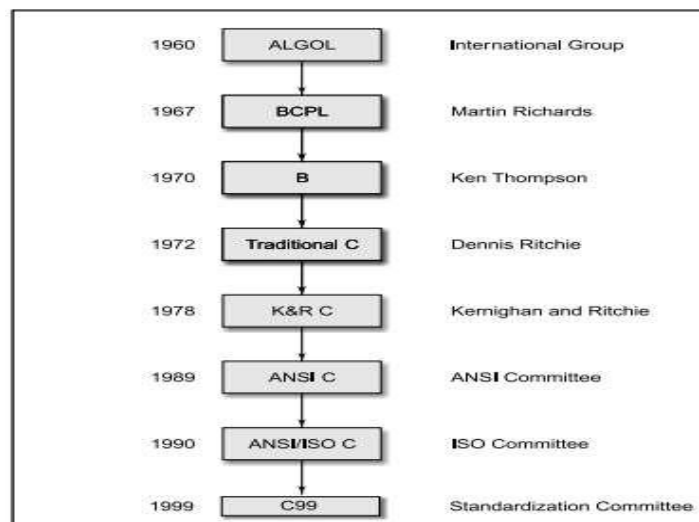 1960 ALGOL International Group
1967 BCPL Martin Richards
1970 B Ken Thompson
1972 Traditional C Dennis Ritchie
1978 K&R C Kernighan and Ritchie
1989 ANSI C ANSI Committee
1990 ANSI/ISO C ISO Committee
1999 C99 Standardization Committee